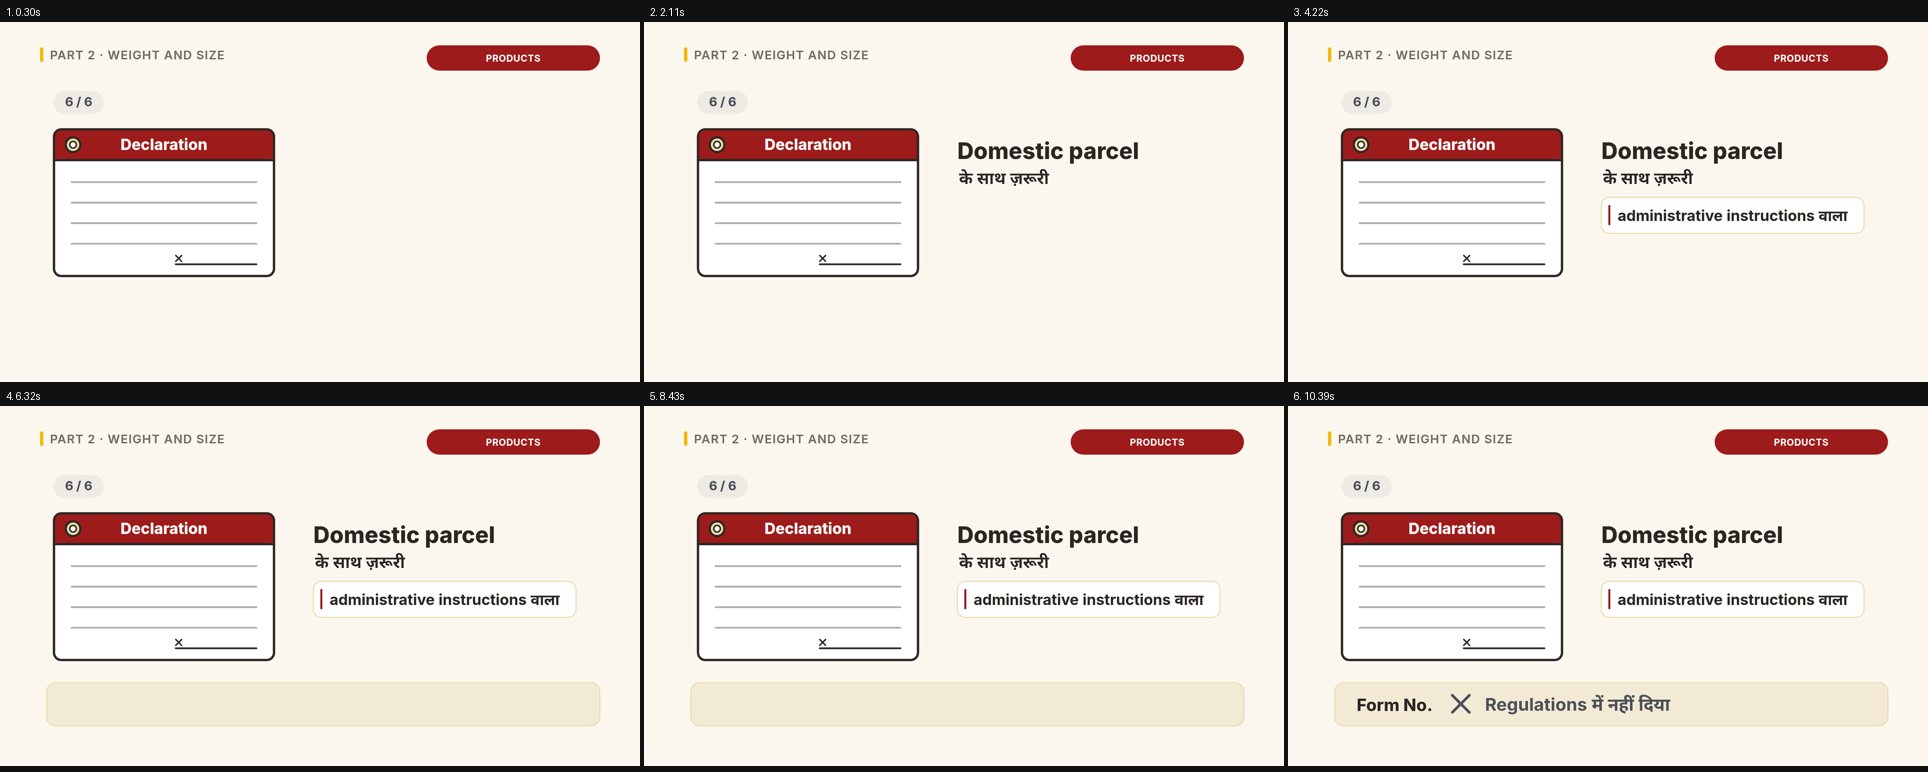 1. 0.30s
PART 2 · WEIGHT AND SIZE
PRODUCTS
6 / 6
Declaration
×
2. 2.11s
PART 2 · WEIGHT AND SIZE
PRODUCTS
6 / 6
Declaration
×
Domestic parcel
के साथ ज़रूरी
3. 4.22s
PART 2 · WEIGHT AND SIZE
PRODUCTS
6 / 6
Declaration
×
Domestic parcel
के साथ ज़रूरी
administrative instructions वाला
4. 6.32s
PART 2 · WEIGHT AND SIZE
PRODUCTS
6 / 6
Declaration
×
Domestic parcel
के साथ ज़रूरी
administrative instructions वाला
5. 8.43s
PART 2 · WEIGHT AND SIZE
PRODUCTS
6 / 6
Declaration
×
Domestic parcel
के साथ ज़रूरी
administrative instructions वाला
6. 10.39s
PART 2 · WEIGHT AND SIZE
PRODUCTS
6 / 6
Declaration
×
Domestic parcel
के साथ ज़रूरी
administrative instructions वाला
Form No. × Regulations में नहीं दिया